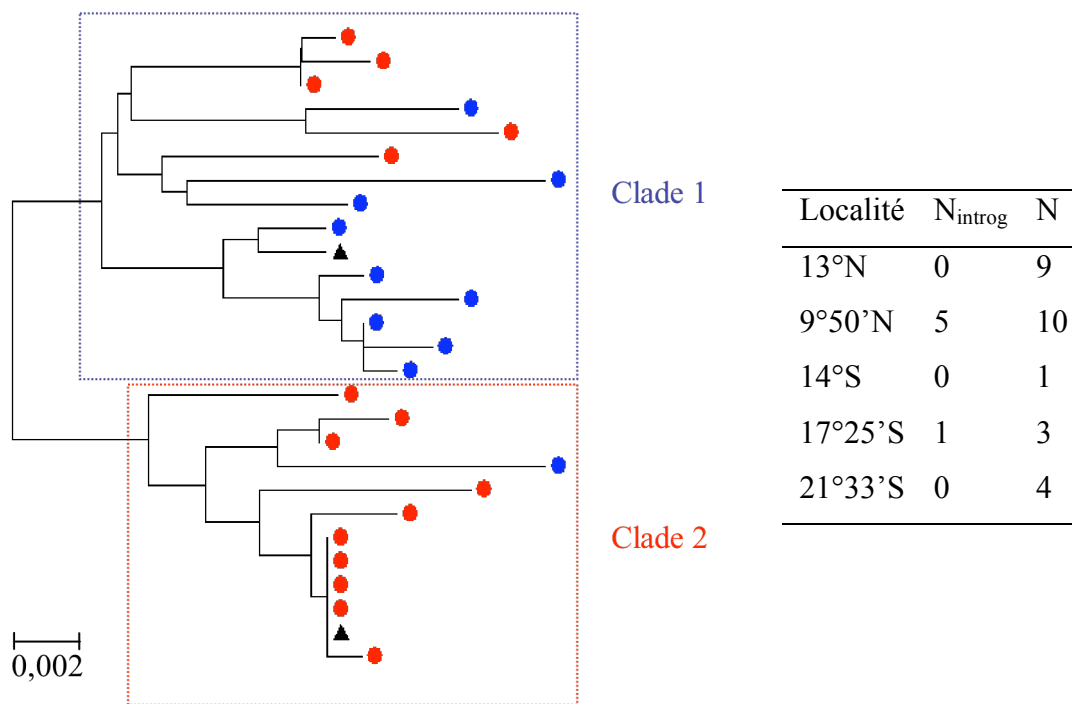 Clade 1
Clade 2
0,002
Localité N introg N
13°N 0 9
9°50’N 5 10
14°S 0 1
17°25’S 1 3
21°33’S 0 4